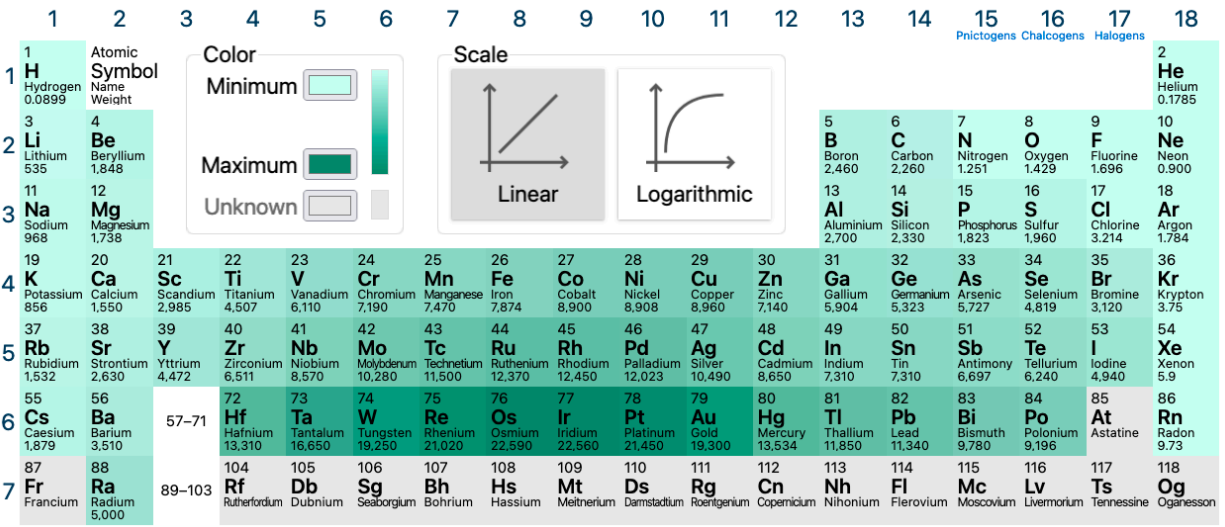 1 2 3 4 5 6 7 8 9 10 11 12 13 14 15 16 17 18
Pnictogens Chalcogens Halogens
1
1
H
Hydrogen
0.0899
Atomic
Symbol
Name
Weight
Color
Minimum
Maximum
Unknown
Scale
Linear
Logarithmic
2
He
Helium
0.1785
2
3
Li
Lithium
535
4
Be
Beryllium
1,848
5
B
Boron
2,460
6
C
Carbon
2,260
7
N
Nitrogen
1.251
8
O
Oxygen
1.429
9
F
Fluorine
1.696
10
Ne
Neon
0.900
3
11
Na
Sodium
968
12
Mg
Magnesium
1,738
13
Al
Aluminium
2,700
14
Si
Silicon
2,330
15
P
Phosphorus
1,823
16
S
Sulfur
1,960
17
Cl
Chlorine
3.214
18
Ar
Argon
1.784
4
19
K
Potassium
856
20
Ca
Calcium
1,550
21
Sc
Scandium
2,985
22
Ti
Titanium
4,507
23
V
Vanadium
6,110
24
Cr
Chromium
7,190
25
Mn
Manganese
7,470
26
Fe
Iron
7,874
27
Co
Cobalt
8,900
28
Ni
Nickel
8,908
29
Cu
Copper
8,960
30
Zn
Zinc
7,140
31
Ga
Gallium
5,904
32
Ge
Germanium
5,323
33
As
Arsenic
5,727
34
Se
Selenium
4,819
35
Br
Bromine
3,120
36
Kr
Krypton
3.75
5
37
Rb
Rubidium
1,532
38
Sr
Strontium
2,630
39
Y
Yttrium
4,472
40
Zr
Zirconium
6,511
41
Nb
Niobium
8,570
42
Mo
Molybdenum
10,280
43
Tc
Technetium
11,500
44
Ru
Ruthenium
12,370
45
Rh
Rhodium
12,450
46
Pd
Palladium
12,023
47
Ag
Silver
10,490
48
Cd
Cadmium
8,650
49
In
Indium
7,310
50
Sn
Tin
7,310
51
Sb
Antimony
6,697
52
Te
Tellurium
6,240
53
I
Iodine
4,940
54
Xe
Xenon
5.9
6
55
Cs
Caesium
1,879
56
Ba
Barium
3,510
57–71
72
Hf
Hafnium
13,310
73
Ta
Tantalum
16,650
74
W
Tungsten
19,250
75
Re
Rhenium
21,020
76
Os
Osmium
22,590
77
Ir
Iridium
22,560
78
Pt
Platinum
21,450
79
Au
Gold
19,300
80
Hg
Mercury
13,534
81
Tl
Thallium
11,850
82
Pb
Lead
11,340
83
Bi
Bismuth
9,780
84
Po
Polonium
9,196
85
At
Astatine
86
Rn
Radon
9.73
7
87
Fr
Francium
88
Ra
Radium
5,000
89–103
104
Rf
Rutherfordium
105
Db
Dubnium
106
Sg
Seaborgium
107
Bh
Bohrium
108
Hs
Hassium
109
Mt
Meitnerium
110
Ds
Darmstadtium
111
Rg
Roentgenium
112
Cn
Copernicium
113
Nh
Nihonium
114
Fl
Flerovium
115
Mc
Moscovium
116
Lv
Livermorium
117
Ts
Tennessine
118
Og
Oganesson